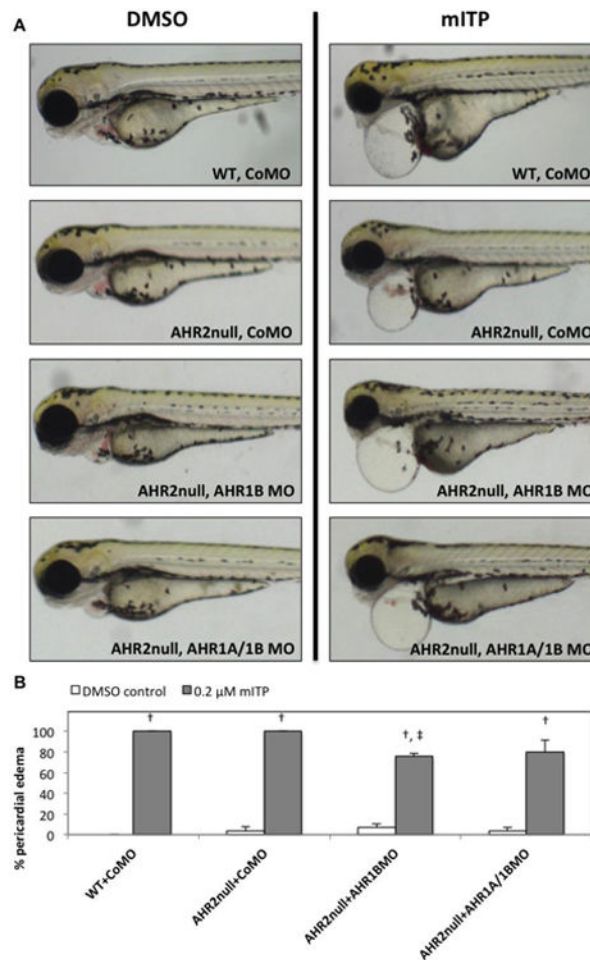 DMSO
mITP
A
WT, CoMO
WT, CoMO
AHR2null, CoMO
AHR2null, CoMO
AHR2null, AHR1B MO
AHR2null, AHR1B MO
AHR2null, AHR1A/1B MO
AHR2null, AHR1A/1B MO
B
DMSO control
0.2 µM mITP
% pericardial edema
100
80
60
40
20
0
†
†
†, ‡
†
WT+CoMO
AHR2null+CoMO
AHR2null+AHR1BMO
AHR2null+AHR1A/1BMO